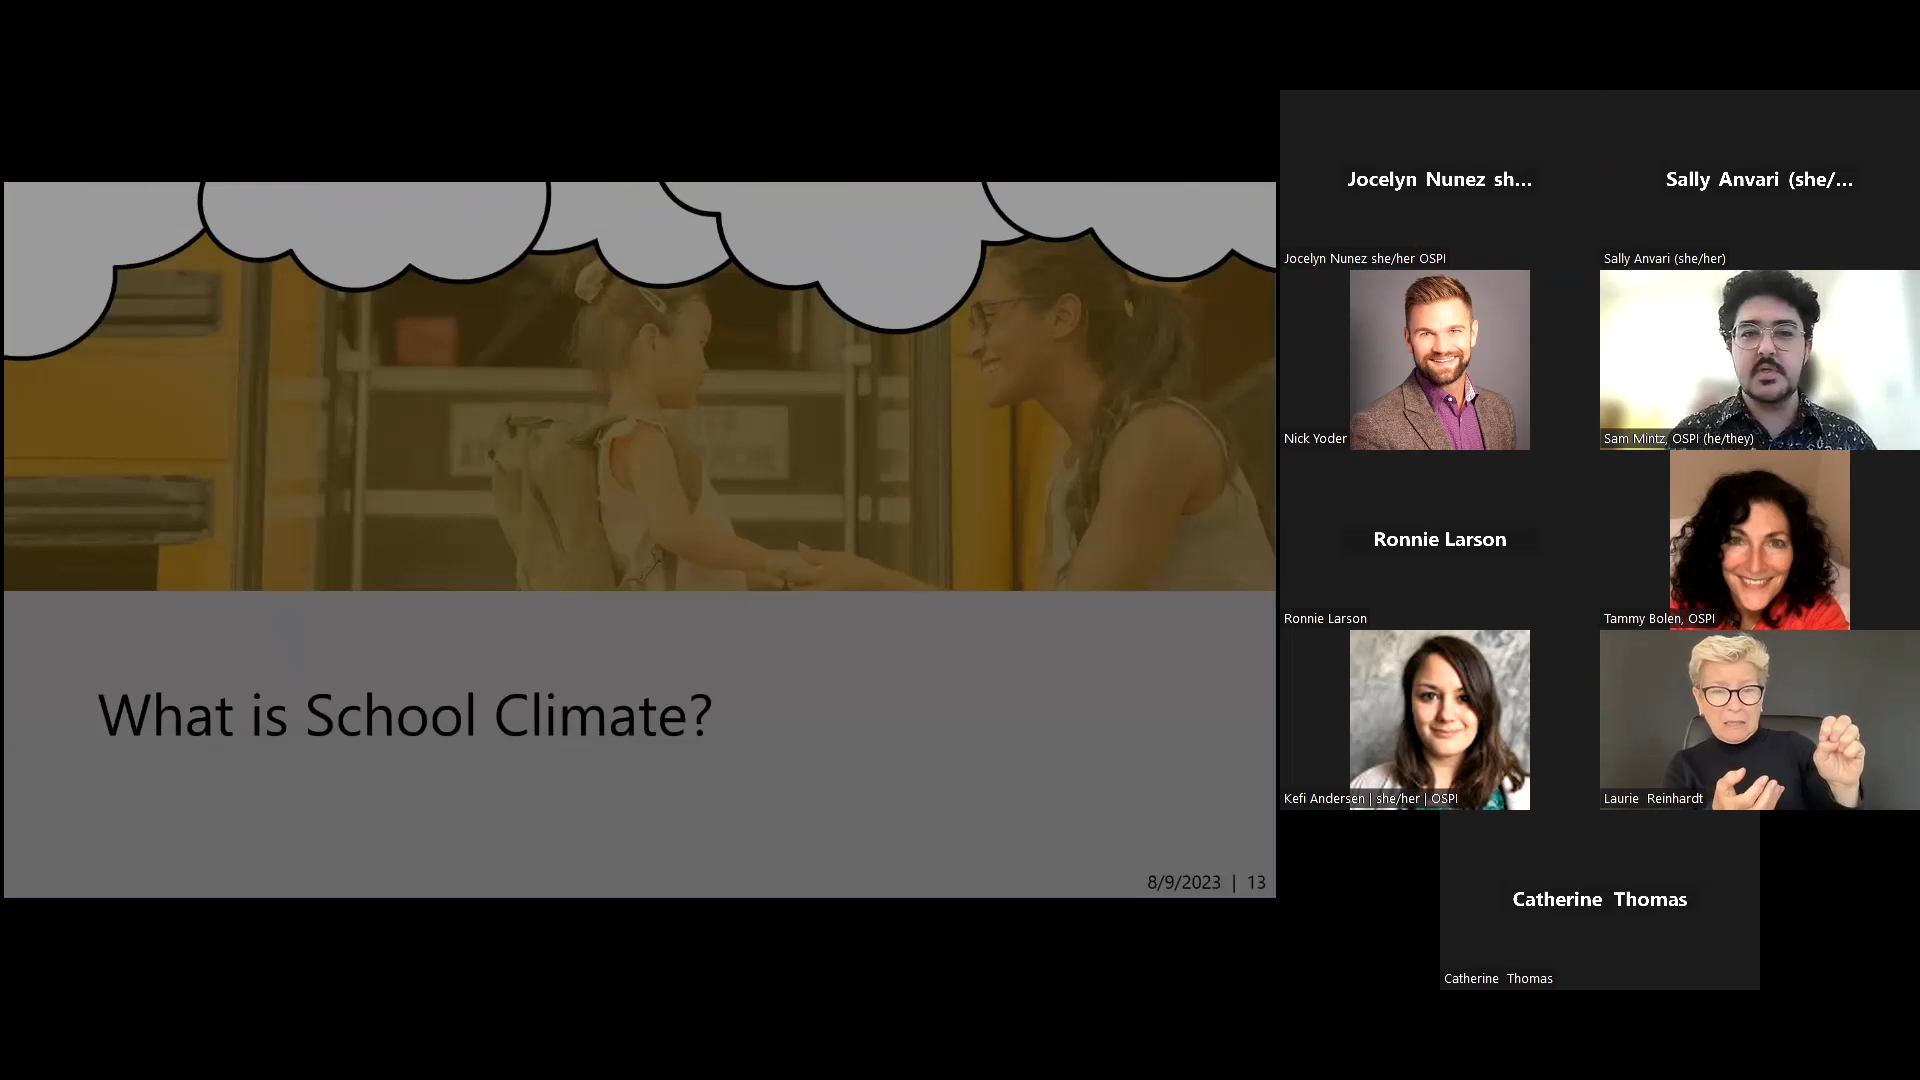 What is School Climate?
8/9/2023 | 13
Jocelyn Nunez sh...
Jocelyn Nunez she/her OSPI
Sally Anvari (she/...
Sally Anvari (she/her)
Nick Yoder
Sam Mintz, OSPI (he/they)
Ronnie Larson
Ronnie Larson
Tammy Bolen, OSPI
Kefi Andersen | she/her | OSPI
Laurie Reinhardt
Catherine Thomas
Catherine Thomas